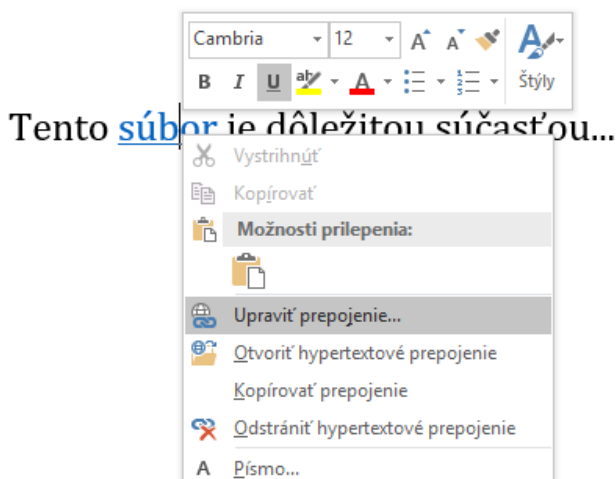 Cambria 12 A A
B I U aby A Štýly
Tento súbor je dôležitou súčasťou...
Vystrihnúť
Kopírovať
Možnosti prilepenia:
Upraviť prepojenie...
Otvoriť hypertextové prepojenie
Kopírovať prepojenie
Odstrániť hypertextové prepojenie
A Písmo...